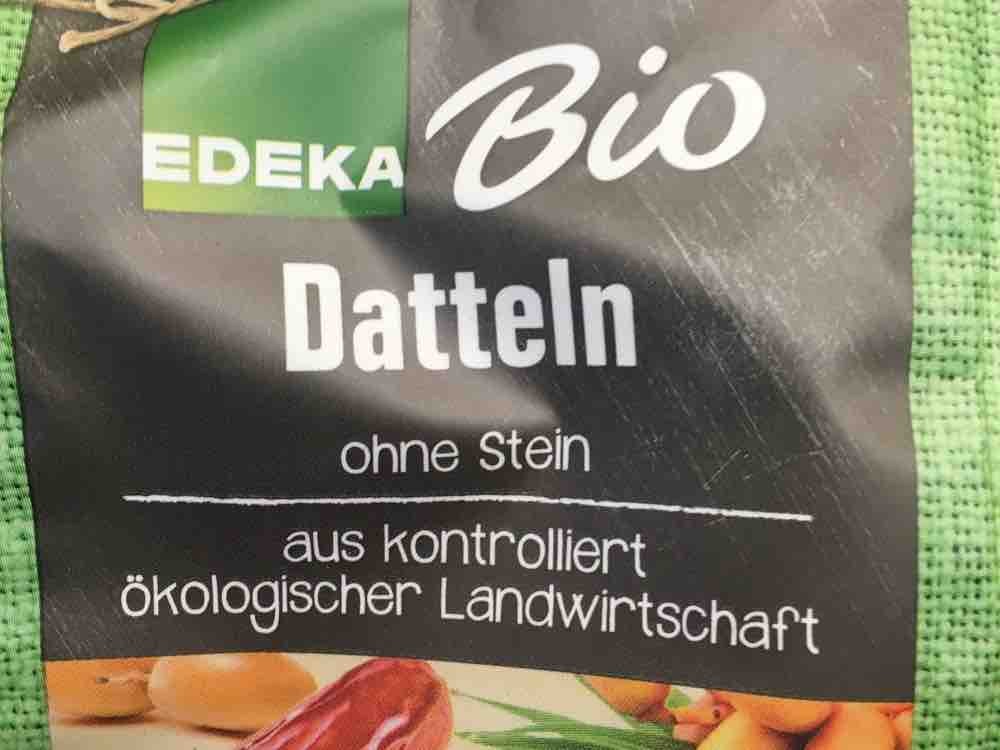 EDEKA Bio
Datteln
ohne Stein
aus kontrolliert
ökologischer Landwirtschaft